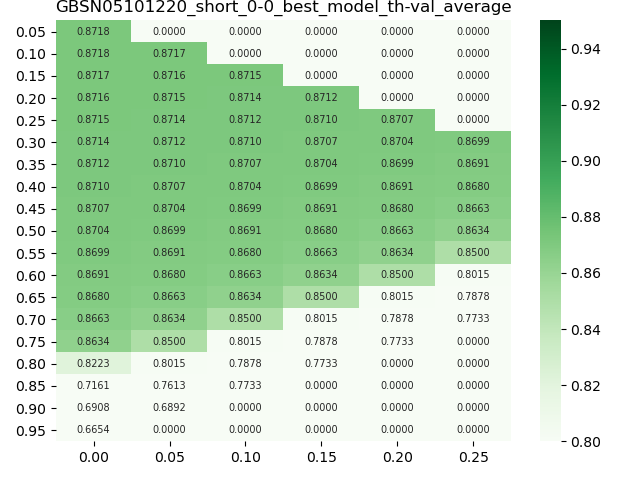 GBSN05101220_short_0-0_best_model_th-val_average
0.05 0.8718 0.0000 0.0000 0.0000 0.0000 0.0000
0.10 0.8718 0.8717 0.0000 0.0000 0.0000 0.0000
0.15 0.8717 0.8716 0.8715 0.0000 0.0000 0.0000
0.20 0.8716 0.8715 0.8714 0.8712 0.0000 0.0000
0.25 0.8715 0.8714 0.8712 0.8710 0.8707 0.0000
0.30 0.8714 0.8712 0.8710 0.8707 0.8704 0.8699
0.35 0.8712 0.8710 0.8707 0.8704 0.8699 0.8691
0.40 0.8710 0.8707 0.8704 0.8699 0.8691 0.8680
0.45 0.8707 0.8704 0.8699 0.8691 0.8680 0.8663
0.50 0.8704 0.8699 0.8691 0.8680 0.8663 0.8634
0.55 0.8699 0.8691 0.8680 0.8663 0.8634 0.8500
0.60 0.8691 0.8680 0.8663 0.8634 0.8500 0.8015
0.65 0.8680 0.8663 0.8634 0.8500 0.8015 0.7878
0.70 0.8663 0.8634 0.8500 0.8015 0.7878 0.7733
0.75 0.8634 0.8500 0.8015 0.7878 0.7733 0.0000
0.80 0.8223 0.8015 0.7878 0.7733 0.0000 0.0000
0.85 0.7161 0.7613 0.7733 0.0000 0.0000 0.0000
0.90 0.6908 0.6892 0.0000 0.0000 0.0000 0.0000
0.95 0.6654 0.0000 0.0000 0.0000 0.0000 0.0000
0.00 0.05 0.10 0.15 0.20 0.25
0.94
0.92
0.90
0.88
0.86
0.84
0.82
0.80